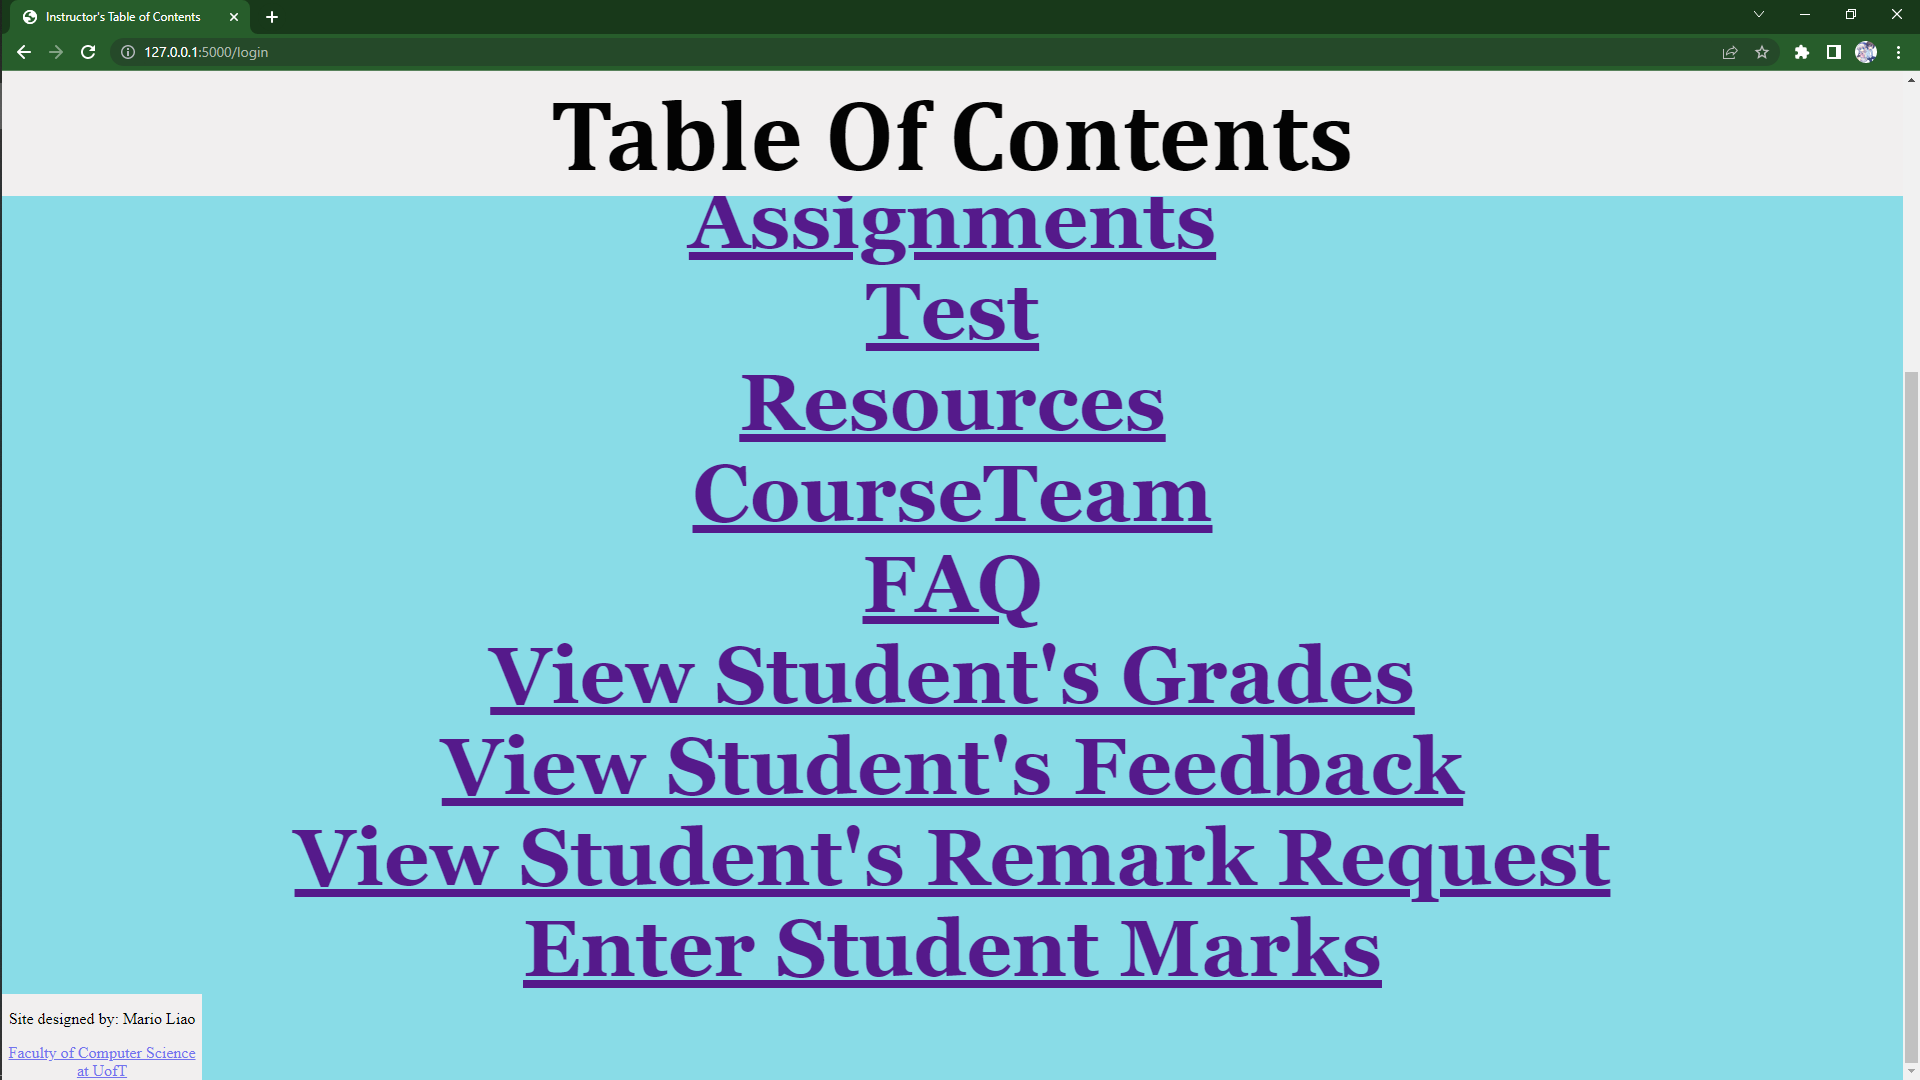 Instructor's Table of Contents
127.0.0.1:5000/login
Table Of Contents
Assignments
Test
Resources
CourseTeam
FAQ
View Student's Grades
View Student's Feedback
View Student's Remark Request
Enter Student Marks
Site designed by: Mario Liao
Faculty of Computer Science
at UofT